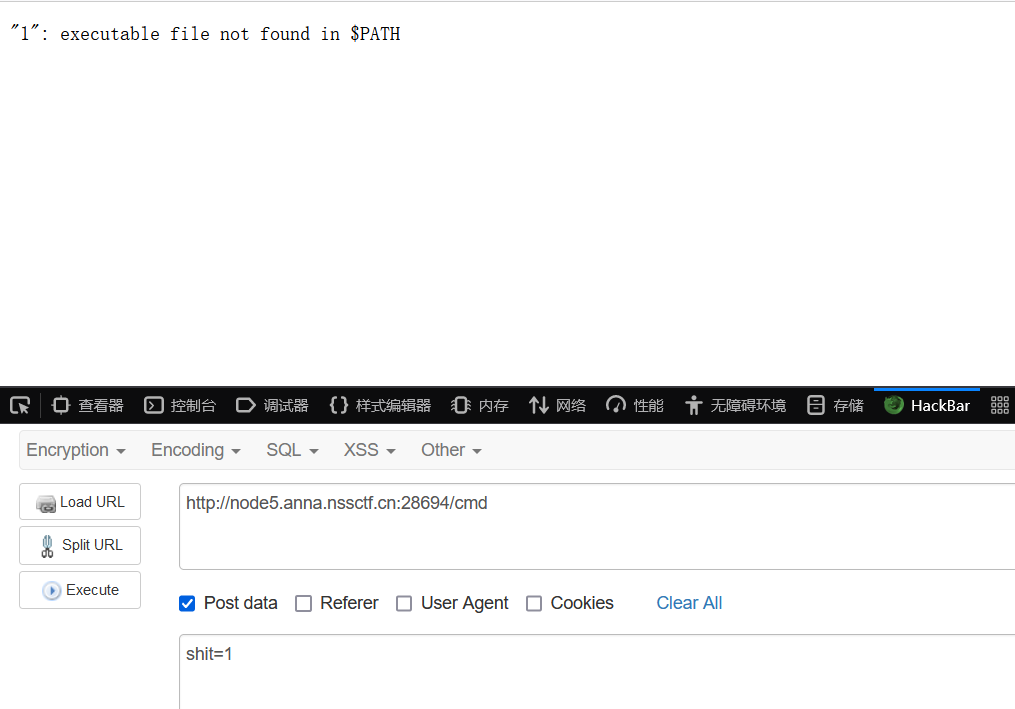 "1": executable file not found in $PATH
查看器 控制台 调试器 样式编辑器 内存 网络 性能 无障碍环境 存储 HackBar
Encryption Encoding SQL XSS Other
Load URL
http://node5.anna.nssctf.cn:28694/cmd
Split URL
Execute
Post data Referer User Agent Cookies Clear All
shit=1